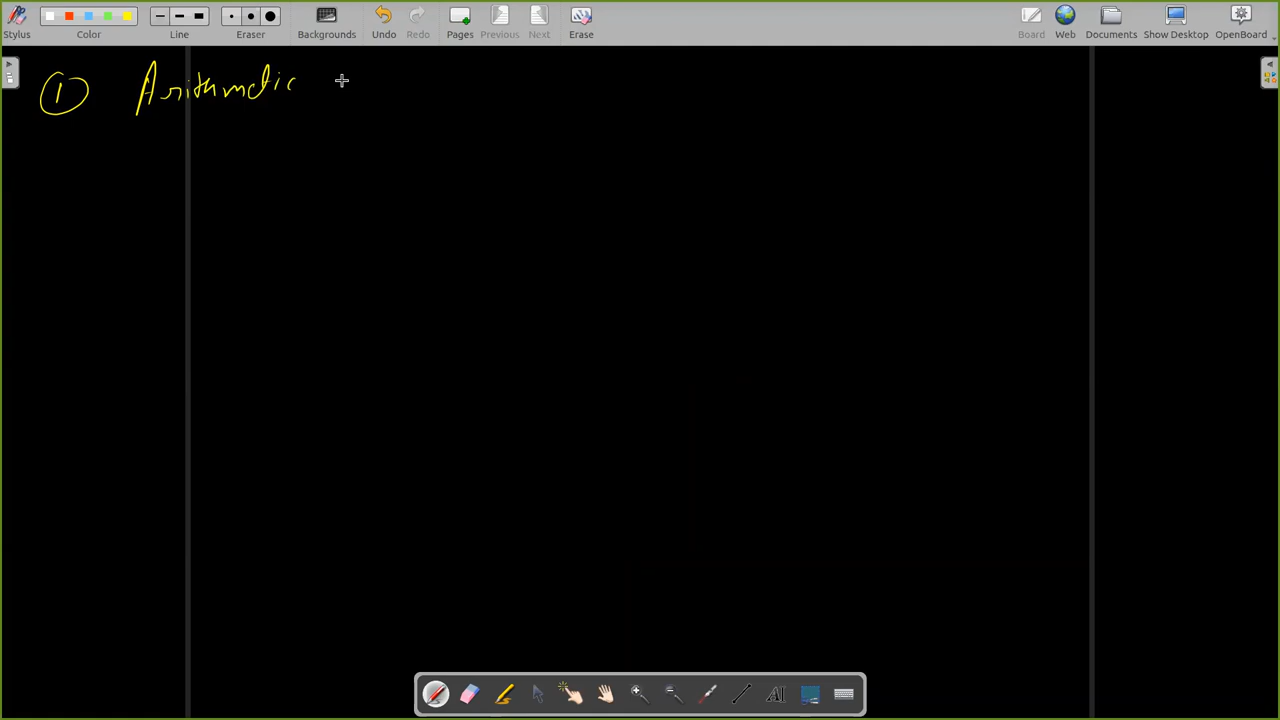 Stylus Color Line Eraser Backgrounds Undo Redo Pages Previous Next Erase Board Web Documents Show Desktop OpenBoard
① Arithmetic